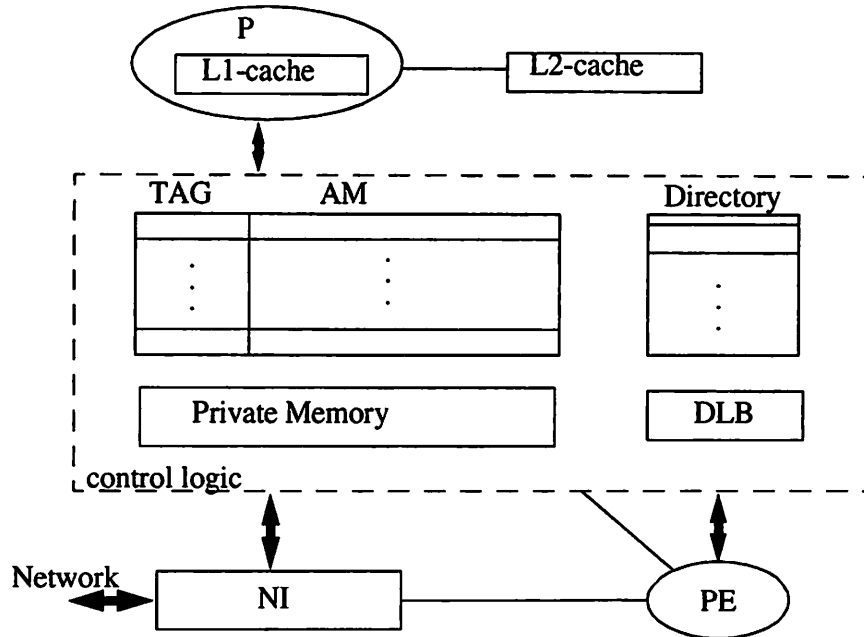 P
L1-cache
L2-cache
TAG
AM
Directory
Private Memory
DLB
control logic
Network
NI
PE